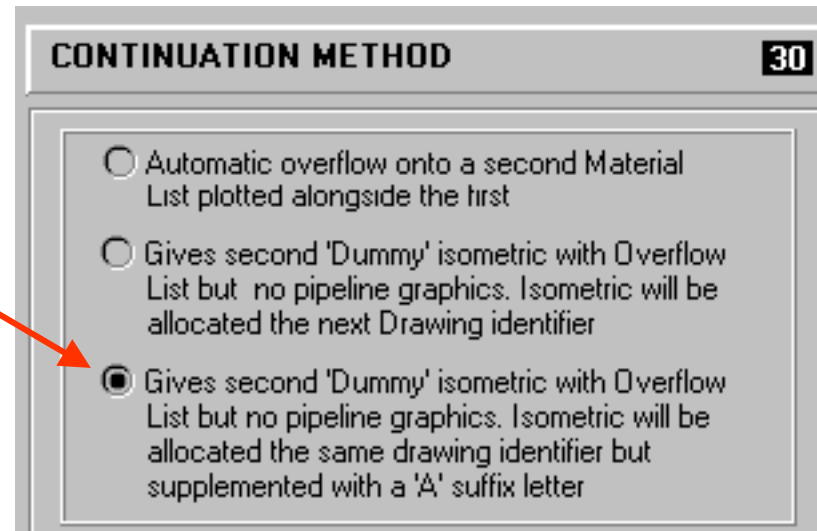 CONTINUATION METHOD 30
Automatic overflow onto a second Material
List plotted alongside the first
Gives second 'Dummy' isometric with Overflow
List but no pipeline graphics. Isometric will be
allocated the next Drawing identifier
Gives second 'Dummy' isometric with Overflow
List but no pipeline graphics. Isometric will be
allocated the same drawing identifier but
supplemented with a 'A' suffix letter